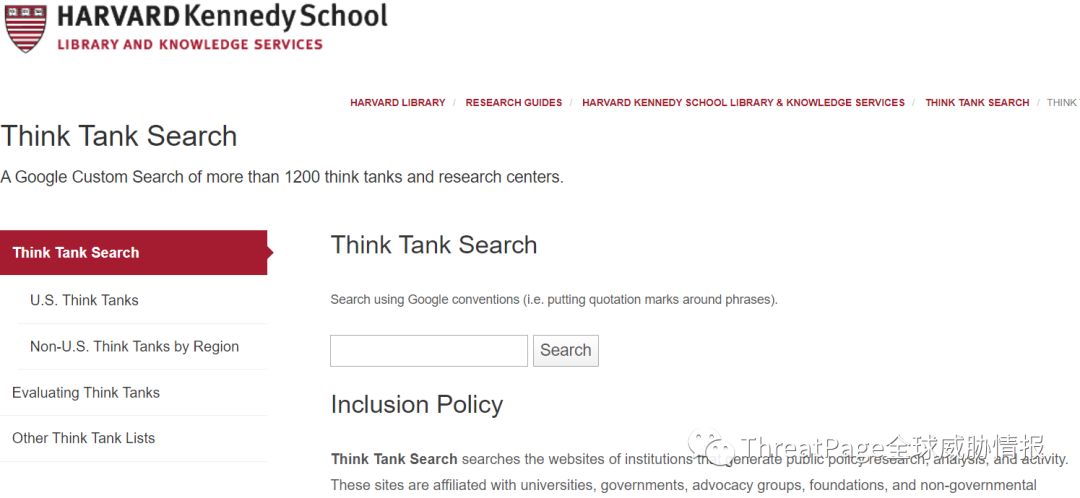 HARVARD Kennedy School
LIBRARY AND KNOWLEDGE SERVICES
HARVARD LIBRARY / RESEARCH GUIDES / HARVARD KENNEDY SCHOOL LIBRARY & KNOWLEDGE SERVICES / THINK TANK SEARCH / THINK
Think Tank Search
A Google Custom Search of more than 1200 think tanks and research centers.
Think Tank Search
U.S. Think Tanks
Non-U.S. Think Tanks by Region
Evaluating Think Tanks
Other Think Tank Lists
Think Tank Search
Search using Google conventions (i.e. putting quotation marks around phrases).
Search
Inclusion Policy
Think Tank Search searches the websites of institutions that generate public policy research, analysis, and activity.
These sites are affiliated with universities, governments, advocacy groups, foundations, and non-governmental
ThreatPage全球威胁情报